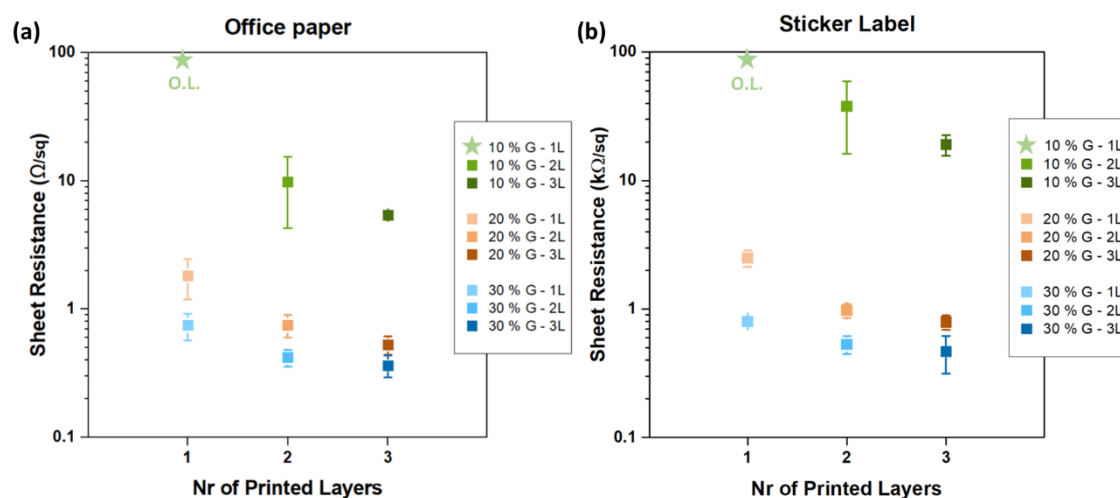 (a)
Office paper
100
10
1
0.1
Sheet Resistance (Ω/sq)
O.L.
1 2 3
Nr of Printed Layers
10 % G - 1L
10 % G - 2L
10 % G - 3L
20 % G - 1L
20 % G - 2L
20 % G - 3L
30 % G - 1L
30 % G - 2L
30 % G - 3L
(b)
Sticker Label
100
10
1
0.1
Sheet Resistance (kΩ/sq)
O.L.
1 2 3
Nr of Printed Layers
10 % G - 1L
10 % G - 2L
10 % G - 3L
20 % G - 1L
20 % G - 2L
20 % G - 3L
30 % G - 1L
30 % G - 2L
30 % G - 3L